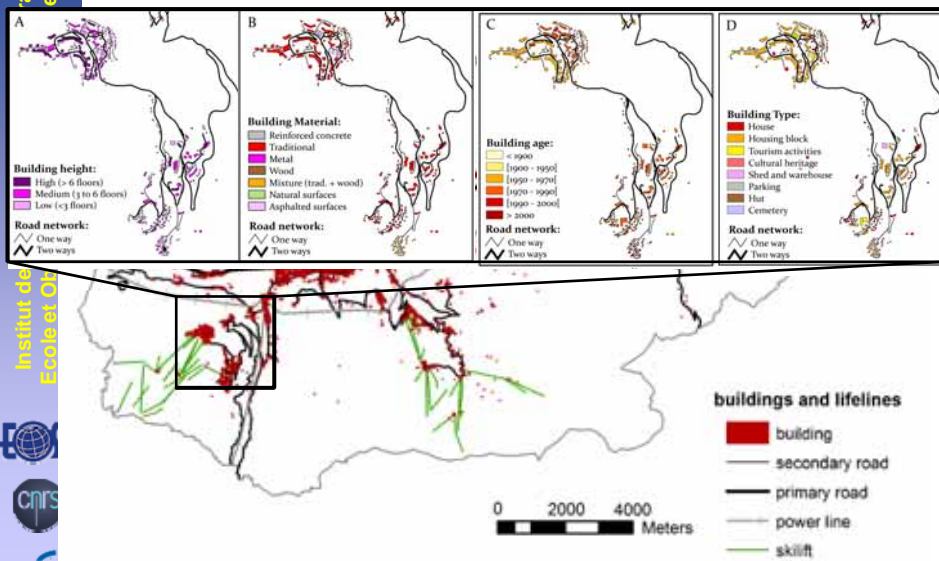 A
Building height:
High (> 6 floors)
Medium (3 to 6 floors)
Low (<3 floors)
Road network:
One way
Two ways
B
Building Material:
Reinforced concrete
Traditional
Metal
Wood
Mixture (trad. + wood)
Natural surfaces
Asphalted surfaces
Road network:
One way
Two ways
C
Building age:
< 1900
[1900 - 1950]
[1950 - 1970]
[1970 - 1990]
[1990 - 2000]
> 2000
Road network:
One way
Two ways
D
Building Type:
House
Housing block
Tourism activities
Cultural heritage
Shed and warehouse
Parking
Hut
Cemetery
Road network:
One way
Two ways
Institut de
Ecole et Ob
cnrs
buildings and lifelines
building
secondary road
primary road
power line
skilift
0 2000 4000
Meters